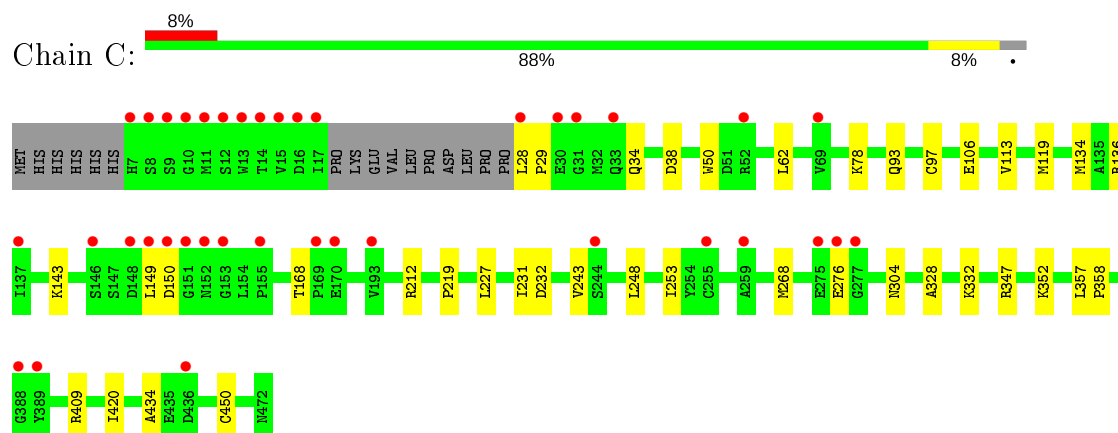 8%
Chain C:
88% 8% •
MET HIS HIS HIS HIS HIS H7 S8 S9 G10 M11 S12 W13 T14 V15 D16 I17 PRO LYS GLU VAL LEU PRO ASP LEU PRO PRO L28 P29 E30 G31 M32 Q33 Q34 D38 W50 D51 R52 L62 V69 K78 Q93 C97 E106 V113 M119 M134 A135
I137 K143 S146 S147 D148 L149 D150 G151 N152 G153 L154 P155 T168 P169 E170 V193 R212 P219 L227 I231 D232 V243 S244 L248 I253 Y254 C255 A259 M268 E275 E276 G277 N304 A328 K332 R347 K352 L357 P358
G388 Y389 R409 I420 A434 E435 D436 C450 N472